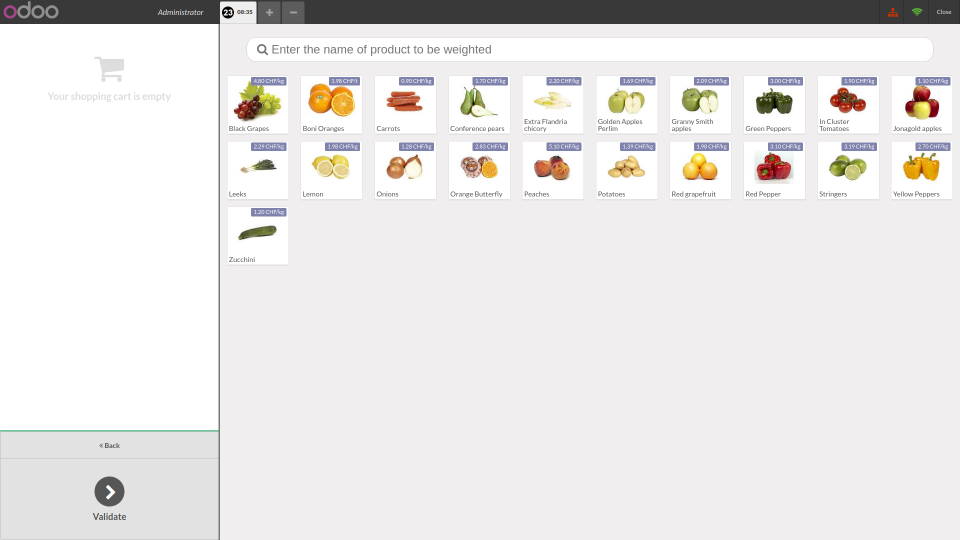 odoo
Administrator
23 08:35
Close
Your shopping cart is empty
Enter the name of product to be weighted
4.80 CHF/kg
Black Grapes
1.98 CHF/t
Boni Oranges
0.90 CHF/kg
Carrots
1.70 CHF/kg
Conference pears
2.20 CHF/kg
Extra Flandria
chicory
1.69 CHF/kg
Golden Apples
Perlim
2.09 CHF/kg
Granny Smith
apples
3.00 CHF/kg
Green Peppers
1.90 CHF/kg
In Cluster
Tomatoes
1.30 CHF/kg
Jonagold apples
2.29 CHF/kg
Leeks
1.98 CHF/kg
Lemon
1.28 CHF/kg
Onions
2.83 CHF/kg
Orange Butterfly
5.10 CHF/kg
Peaches
1.39 CHF/kg
Potatoes
1.98 CHF/kg
Red grapefruit
3.10 CHF/kg
Red Pepper
3.19 CHF/kg
Stringers
2.70 CHF/kg
Yellow Peppers
1.20 CHF/kg
Zucchini
Back
Validate